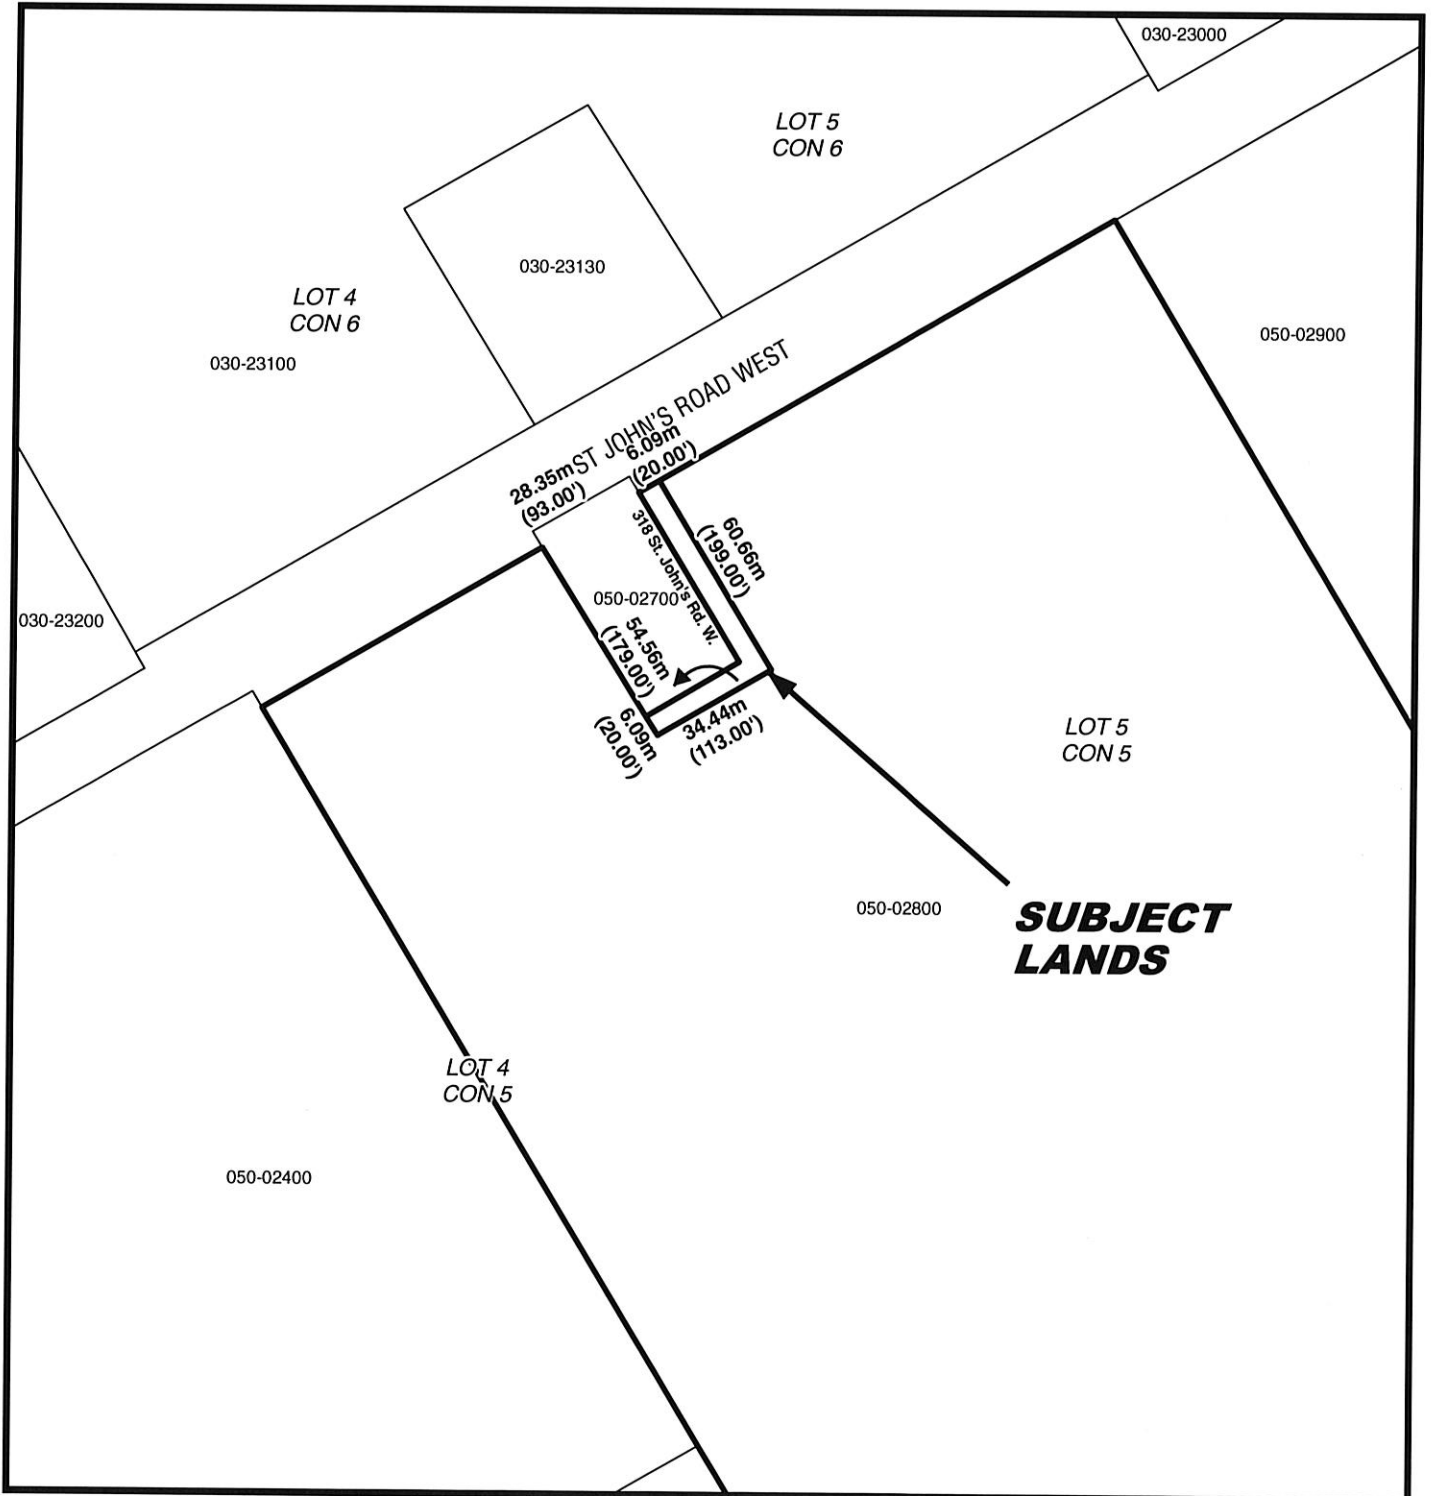 030-23000
LOT 5
CON 6
030-23130
LOT 4
CON 6
030-23100
050-02900
ST JOHN'S ROAD WEST
6.09m
(20.00')
28.35m
(93.00')
318 St. John's Rd. W.
60.66m
(199.00')
050-02700
030-23200
54.56m
(179.00')
6.09m
(20.00')
34.44m
(113.00')
LOT 5
CON 5
050-02800
SUBJECT
LANDS
LOT 4
CON 5
050-02400